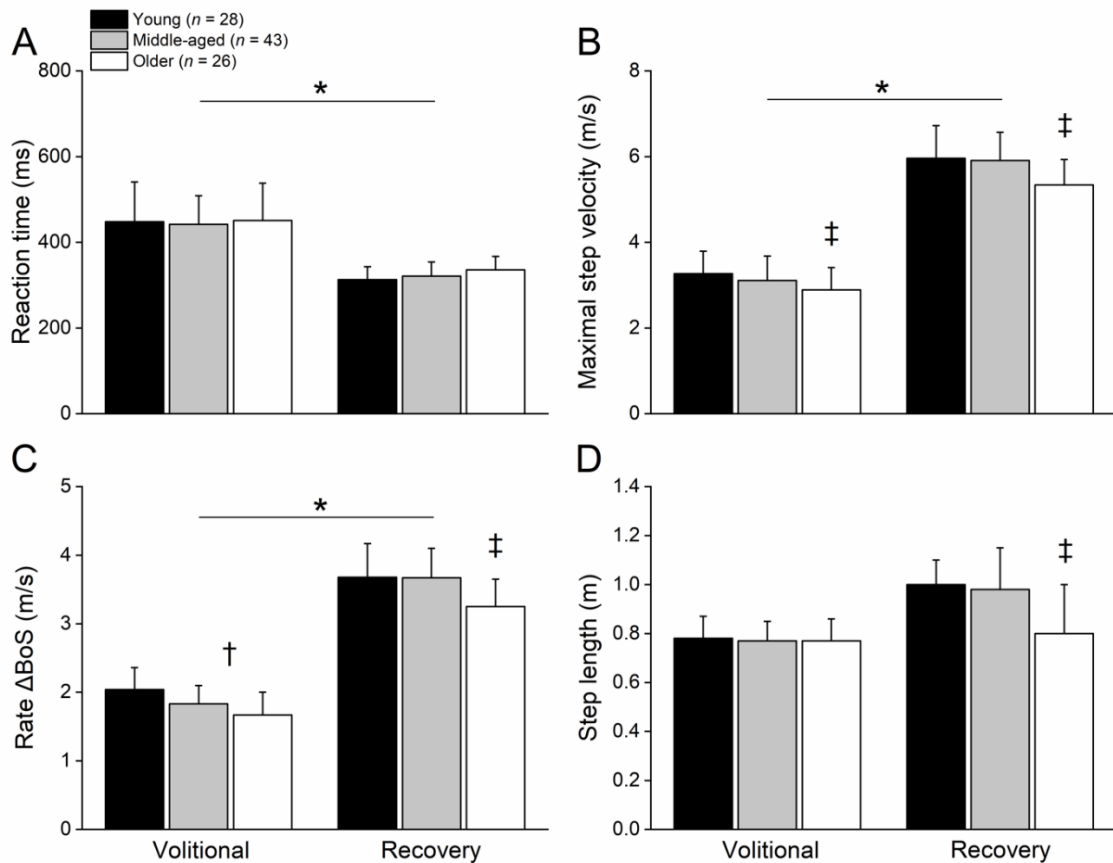 Young (n = 28)
Middle-aged (n = 43)
Older (n = 26)
A
Reaction time (ms)
800
600
400
200
0
*
B
Maximal step velocity (m/s)
8
6
4
2
0
*
‡
‡
C
Rate ΔBoS (m/s)
5
4
3
2
1
0
*
†
‡
Volitional
Recovery
D
Step length (m)
1.4
1.2
1.0
0.8
0.6
0.4
0.2
0.0
‡
Volitional
Recovery